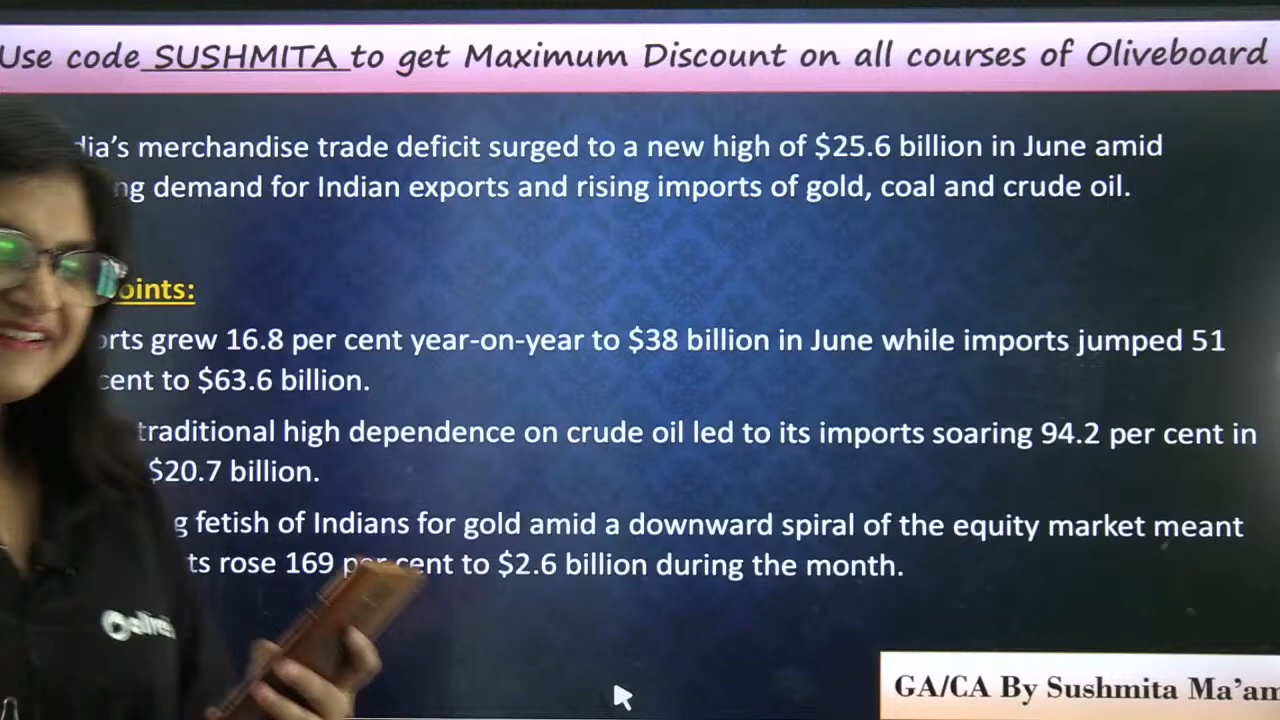 Use code SUSHMITA to get Maximum Discount on all courses of Oliveboard
dia's merchandise trade deficit surged to a new high of $25.6 billion in June amid
ng demand for Indian exports and rising imports of gold, coal and crude oil.
oints:
orts grew 16.8 per cent year-on-year to $38 billion in June while imports jumped 51
cent to $63.6 billion.
traditional high dependence on crude oil led to its imports soaring 94.2 per cent in
$20.7 billion.
g fetish of Indians for gold amid a downward spiral of the equity market meant
ts rose 169 per cent to $2.6 billion during the month.
GA/CA By Sushmita Ma'am